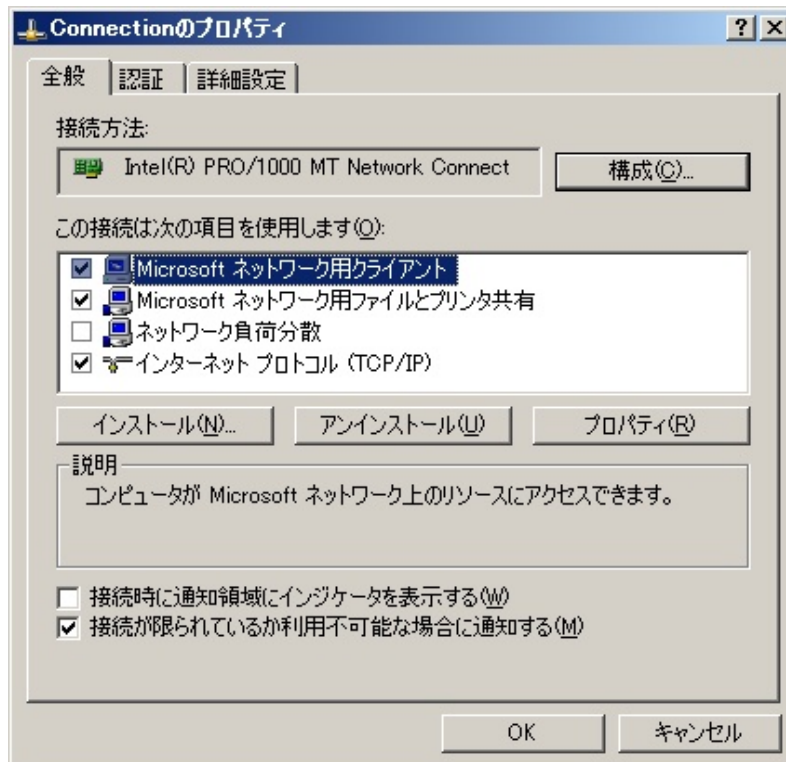 Connectionのプロパティ
全般 認証 詳細設定
接続方法:
Intel(R) PRO/1000 MT Network Connect 構成(C)...
この接続は次の項目を使用します(O):
Microsoft ネットワーク用クライアント
Microsoft ネットワーク用ファイルとプリンタ共有
ネットワーク負荷分散
インターネット プロトコル (TCP/IP)
インストール(N)... アンインストール(U) プロパティ(R)
説明
コンピュータが Microsoft ネットワーク上のリソースにアクセスできます。
接続時に通知領域にインジケータを表示する(W)
接続が限られているか利用不可能な場合に通知する(M)
OK キャンセル